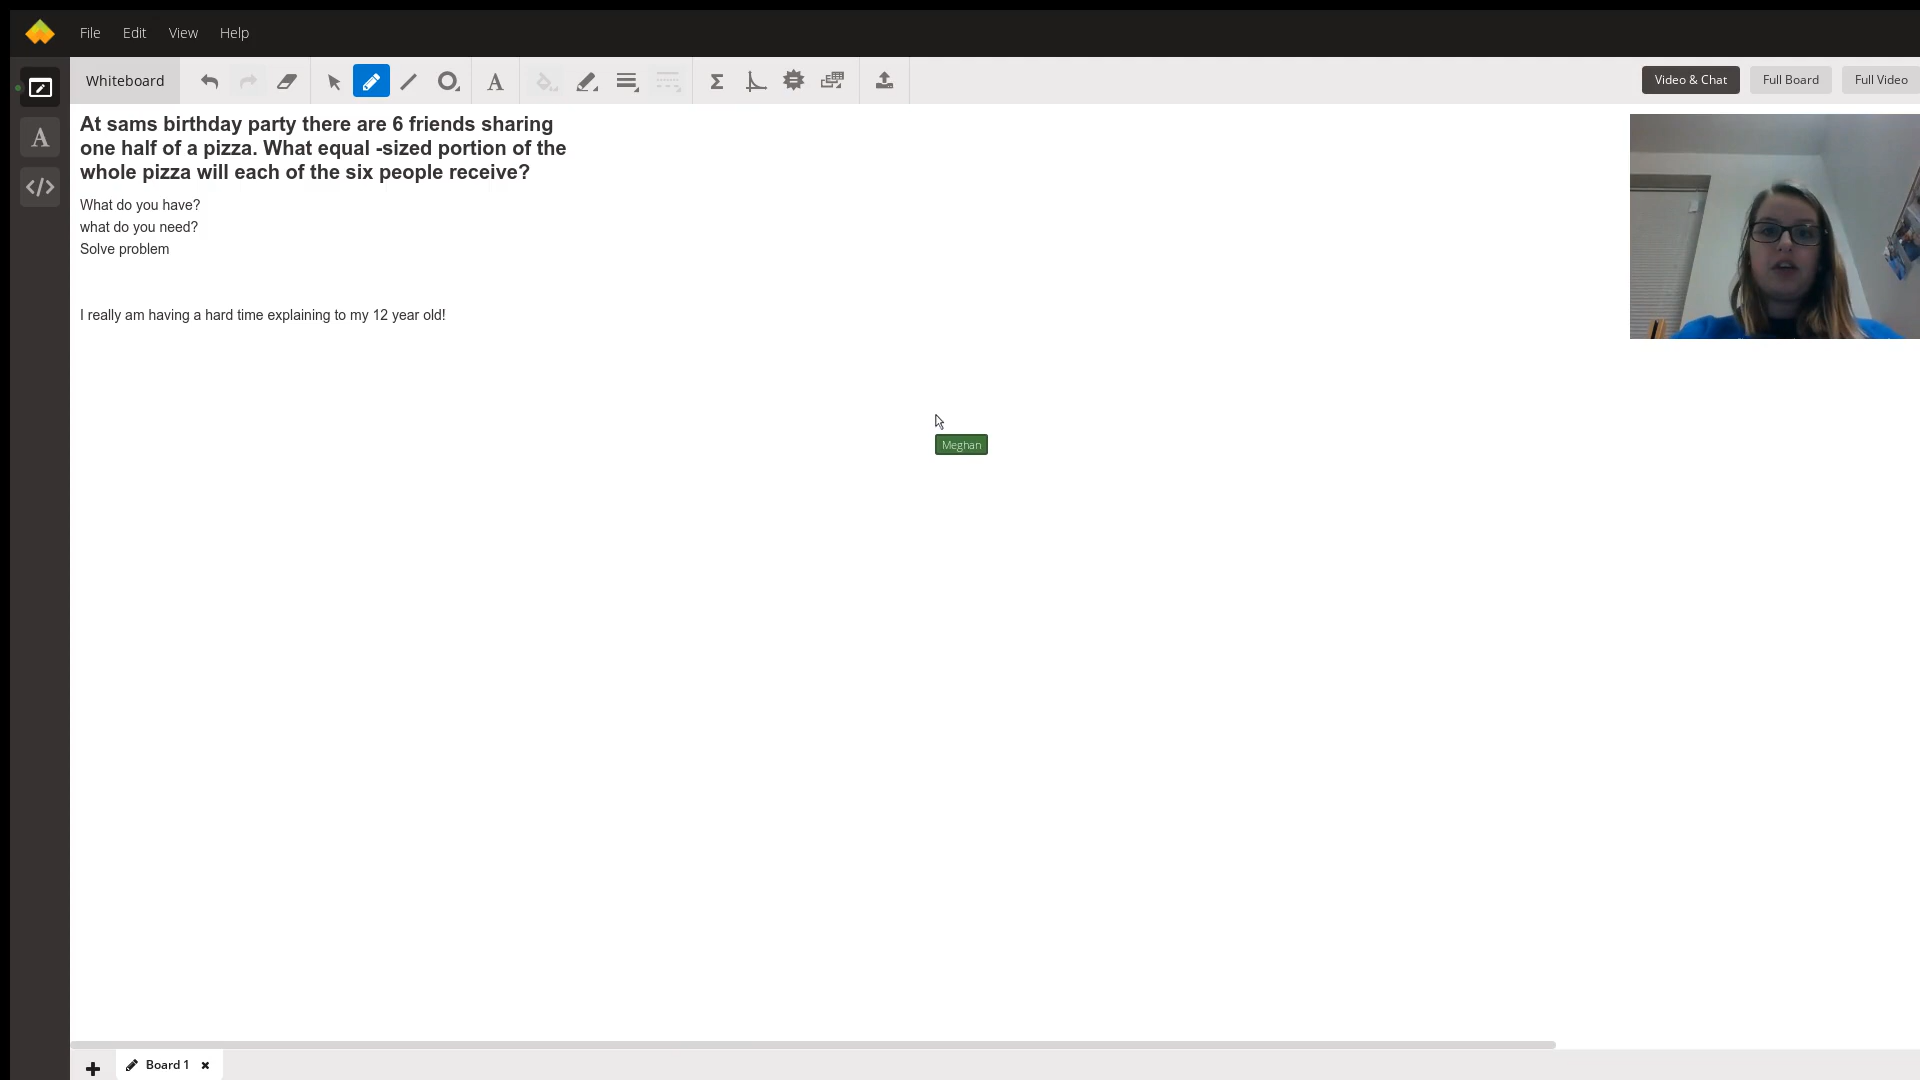 File Edit View Help
Whiteboard A Σ Video & Chat Full Board Full Video
A
</>
At sams birthday party there are 6 friends sharing
one half of a pizza. What equal -sized portion of the
whole pizza will each of the six people receive?
What do you have?
what do you need?
Solve problem
I really am having a hard time explaining to my 12 year old!
Meghan
Board 1